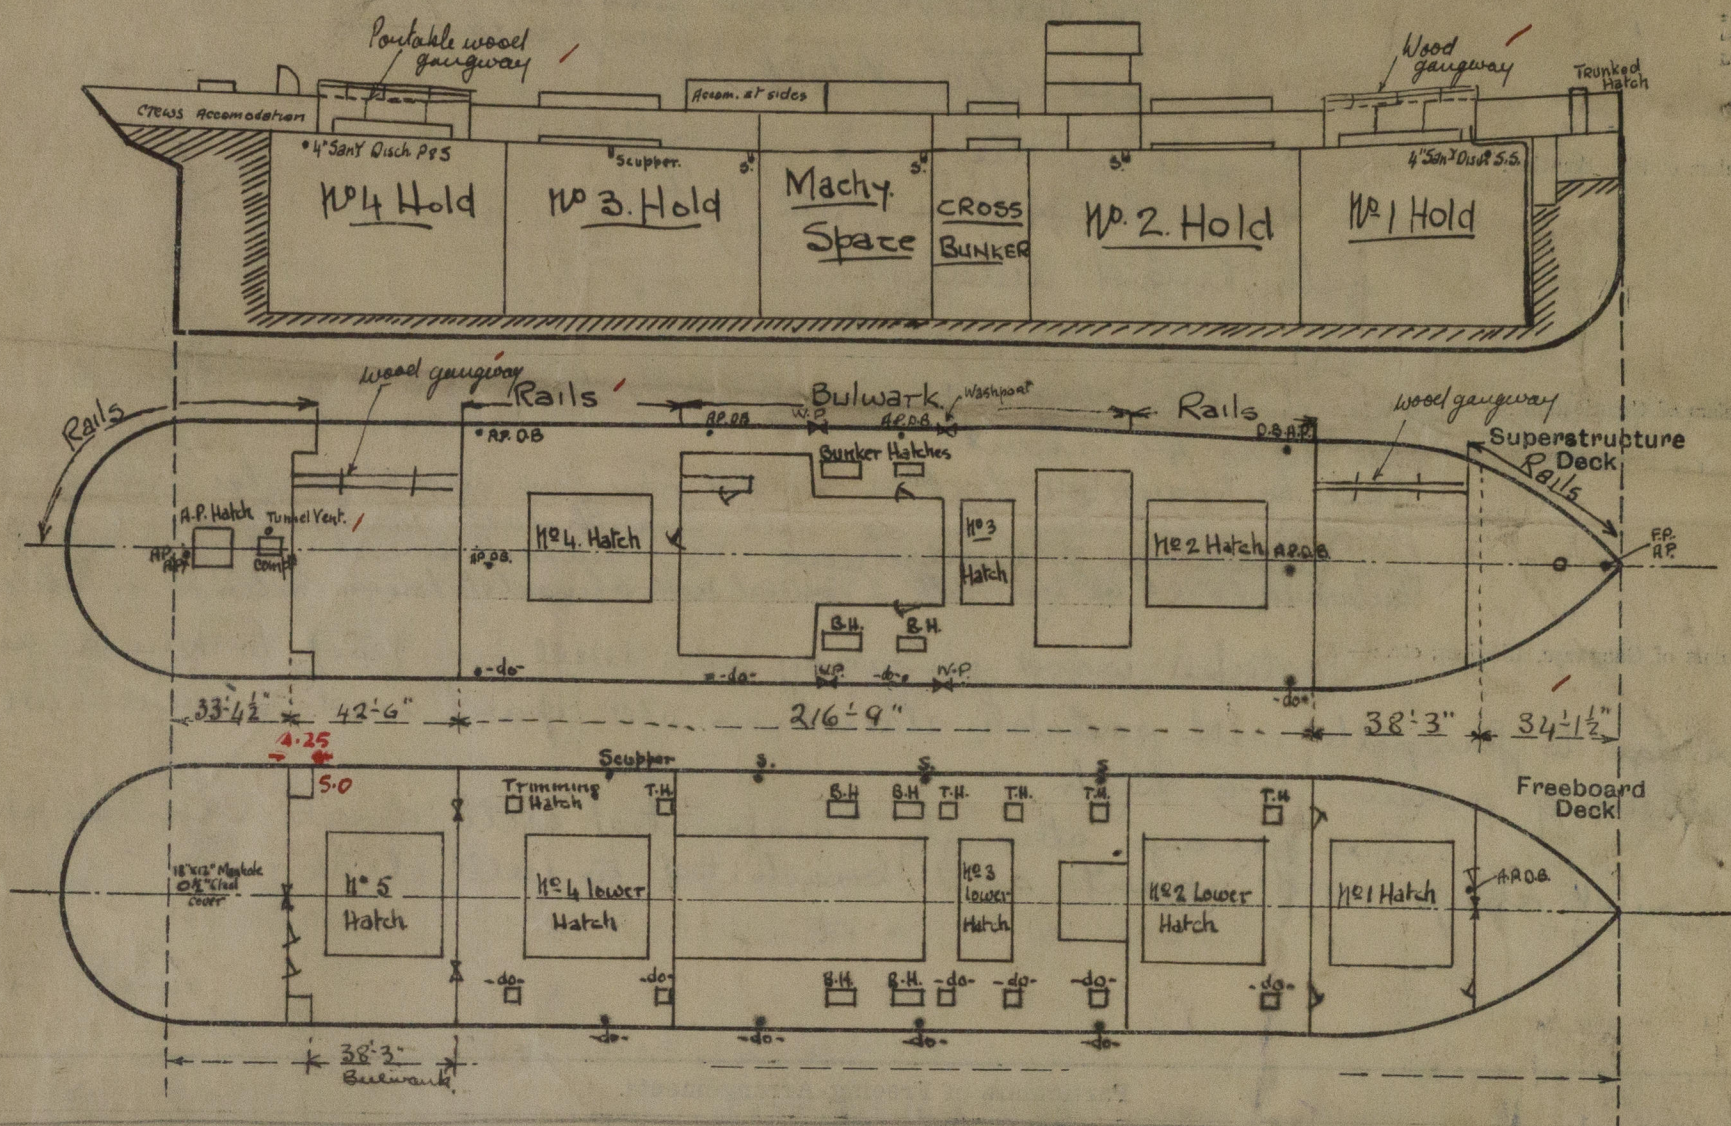 Portable wood
gangway
Wood
gangway
Trunked
Hatch
Crews Accomodation
Accom. at sides
4" Sany Disch P&S
Scupper.
S.
S.
S.
4" Sany Disch S.S.
No 4 Hold
No 3. Hold
Machy.
Space
CROSS
BUNKER
No. 2. Hold
No 1 Hold
wood gangway
Rails
Rails
Bulwark.
Washport
Rails
wood gangway
Superstructure
Deck
Rails
A.P.D.B
A.P.D.B
W.P.
A.P.D.B.
D.B.A.P.
Bunker Hatches
A.P. Hatch
Tunnel Vent.
Comp
A.P.D.B.
No 4. Hatch
No 3
Hatch
No 2 Hatch
A.P.D.B.
F.P.
A.P.
B.H.
B.H.
-do-
-do-
W.P.
-do-
W.P.
-do-
33'-4½"
42'-6"
216'-9"
38'-3"
34'-1½"
4.25
5.0
Scupper
S.
S.
S
Trimming
Hatch
T.H.
B.H
B.H
T.H.
T.H.
T.H.
T.H
Freeboard
Deck
18"x12" Manhole
Steel
cover
No 5
Hatch
No 4 lower
Hatch
No 3
lower
Hatch
No 2 Lower
Hatch
No 1 Hatch
A.P.D.B.
-do-
-do-
B.H.
B.H.
-do-
-do-
-do-
-do-
-do-
-do-
-do-
-do-
38'-3"
Bulwark